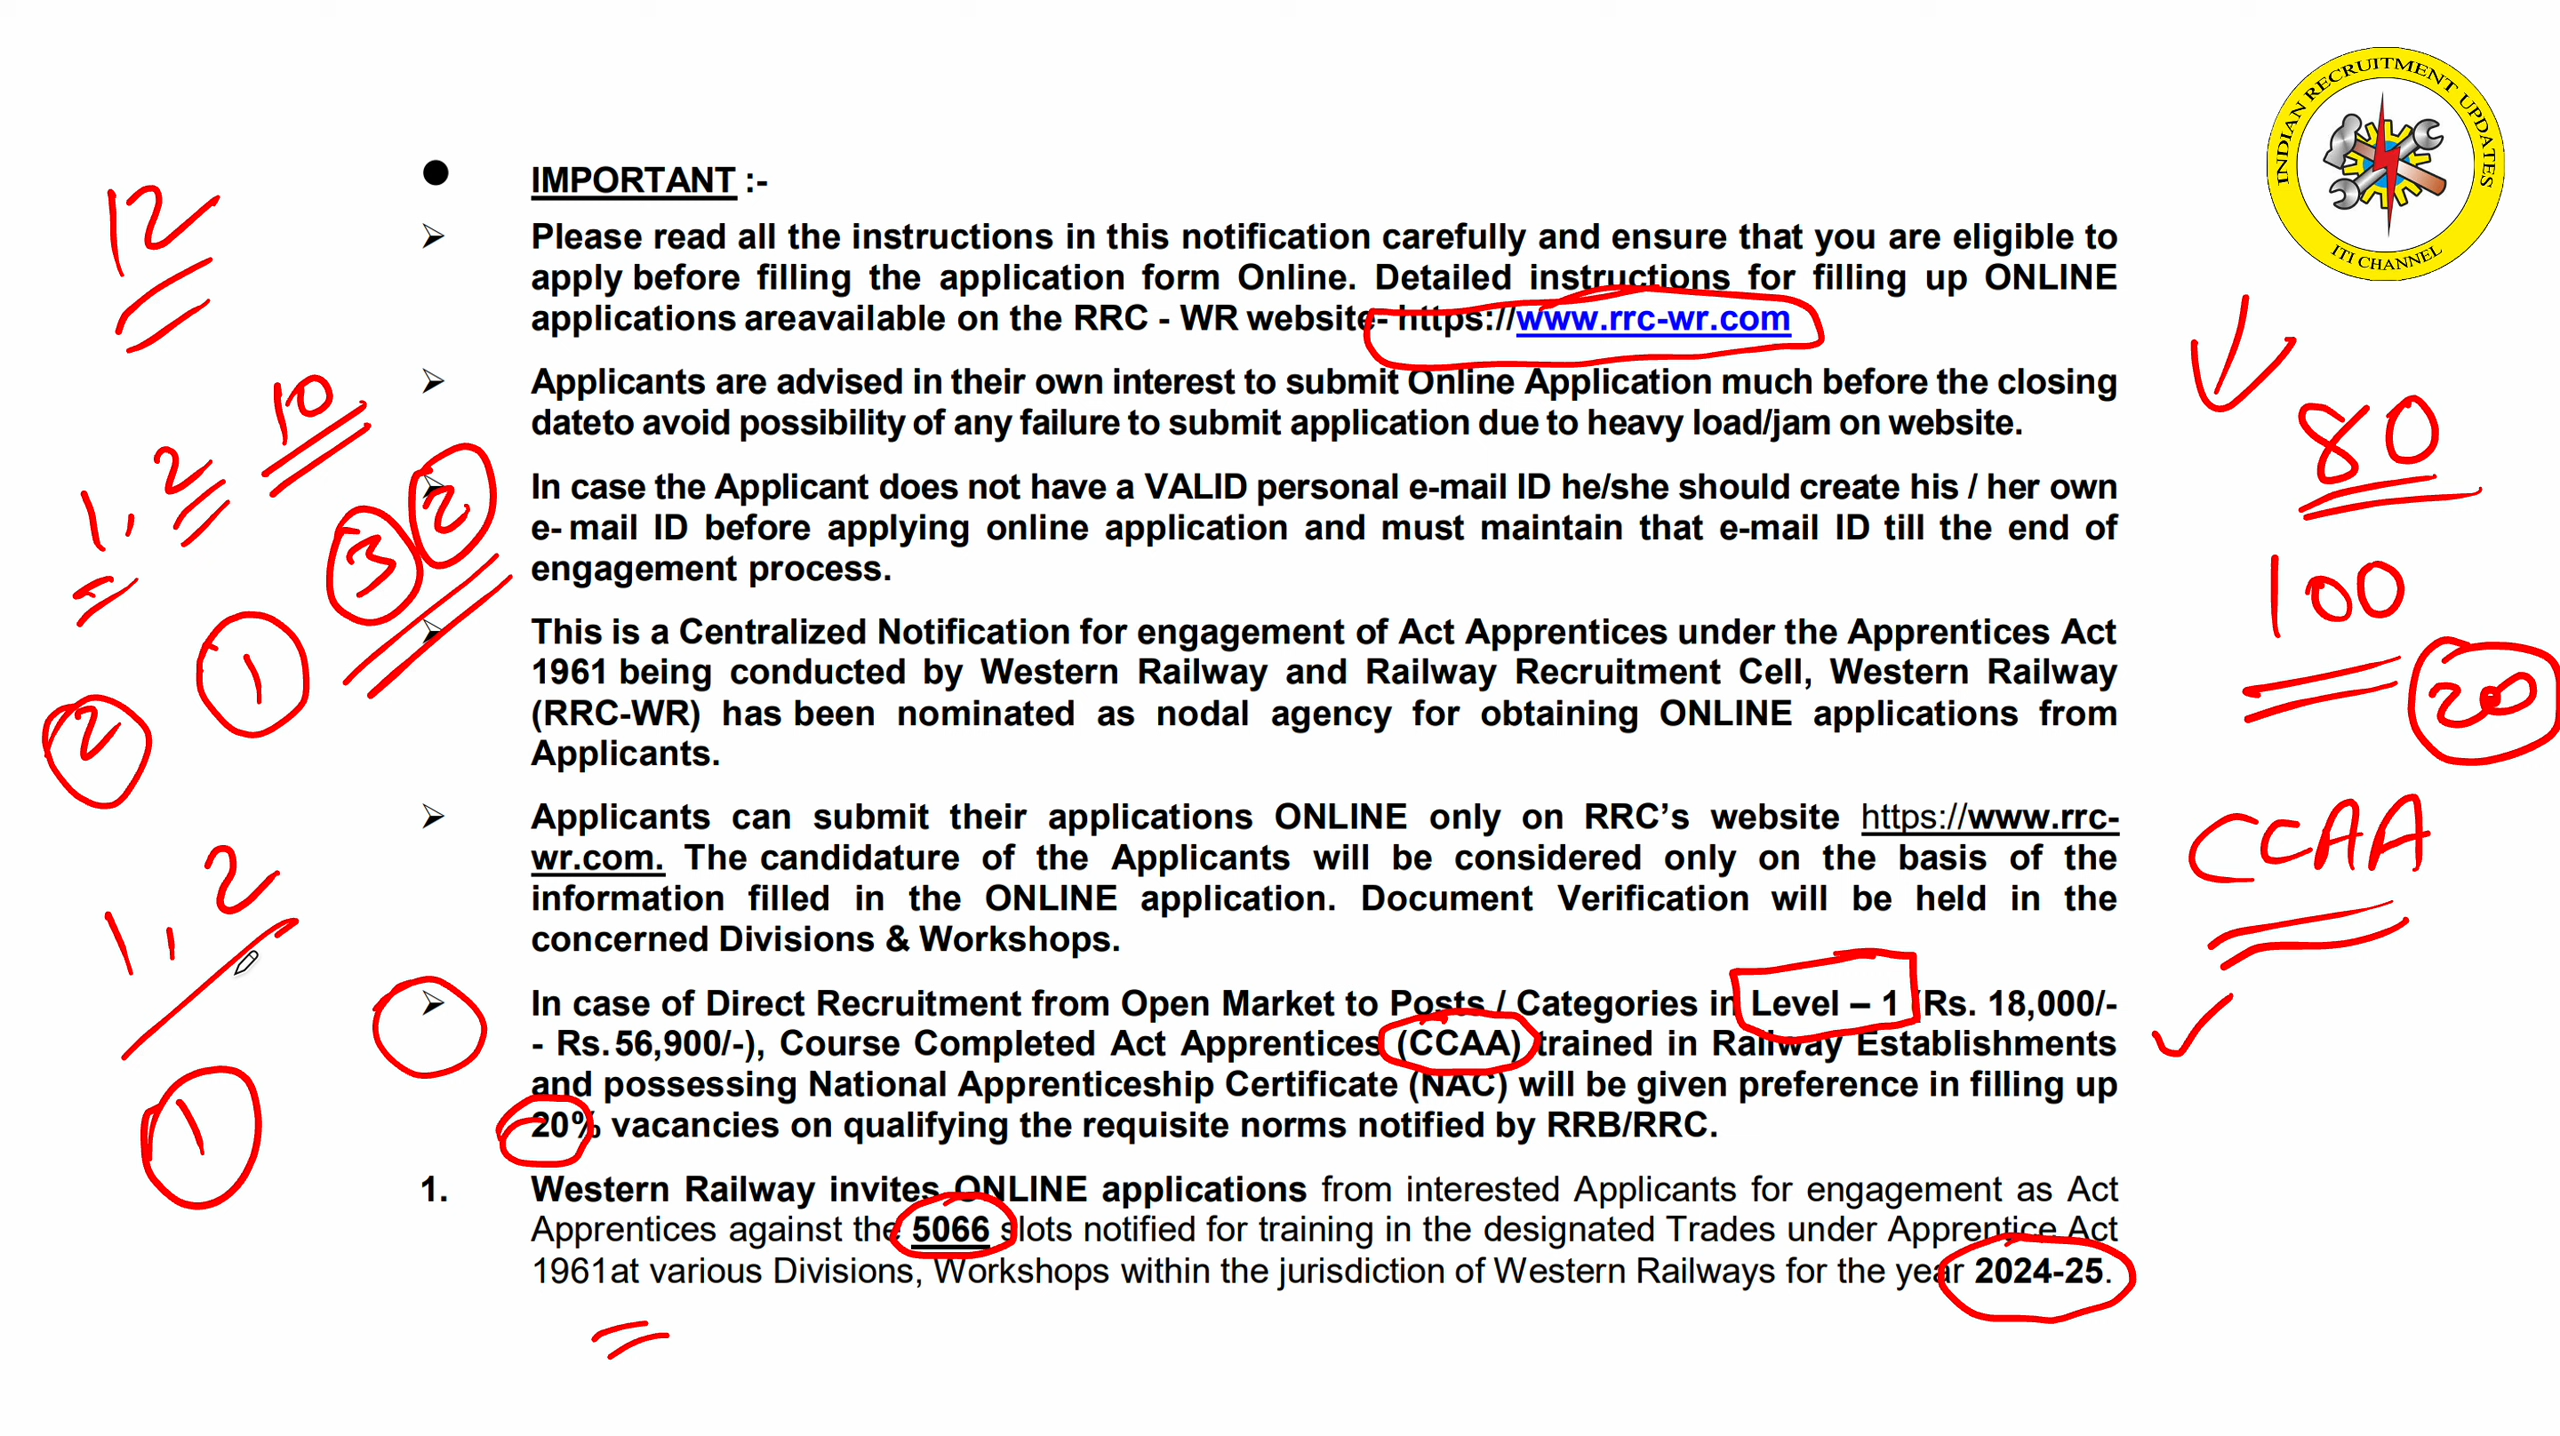 INDIAN RECRUITMENT UPDATES
ITI CHANNEL
IMPORTANT :-
Please read all the instructions in this notification carefully and ensure that you are eligible to
apply before filling the application form Online. Detailed instructions for filling up ONLINE
applications areavailable on the RRC - WR website- https://www.rrc-wr.com
Applicants are advised in their own interest to submit Online Application much before the closing
dateto avoid possibility of any failure to submit application due to heavy load/jam on website.
In case the Applicant does not have a VALID personal e-mail ID he/she should create his / her own
e- mail ID before applying online application and must maintain that e-mail ID till the end of
engagement process.
This is a Centralized Notification for engagement of Act Apprentices under the Apprentices Act
1961 being conducted by Western Railway and Railway Recruitment Cell, Western Railway
(RRC-WR) has been nominated as nodal agency for obtaining ONLINE applications from
Applicants.
Applicants can submit their applications ONLINE only on RRC’s website https://www.rrc-
wr.com. The candidature of the Applicants will be considered only on the basis of the
information filled in the ONLINE application. Document Verification will be held in the
concerned Divisions & Workshops.
In case of Direct Recruitment from Open Market to Posts / Categories in Level – 1 (Rs. 18,000/-
- Rs. 56,900/-), Course Completed Act Apprentices (CCAA) trained in Railway Establishments
and possessing National Apprenticeship Certificate (NAC) will be given preference in filling up
20% vacancies on qualifying the requisite norms notified by RRB/RRC.
1. Western Railway invites ONLINE applications from interested Applicants for engagement as Act
Apprentices against the 5066 slots notified for training in the designated Trades under Apprentice Act
1961at various Divisions, Workshops within the jurisdiction of Western Railways for the year 2024-25.
12
10
1, 2
3 2
1
2
1, 2
1
80
100
20
CCAA